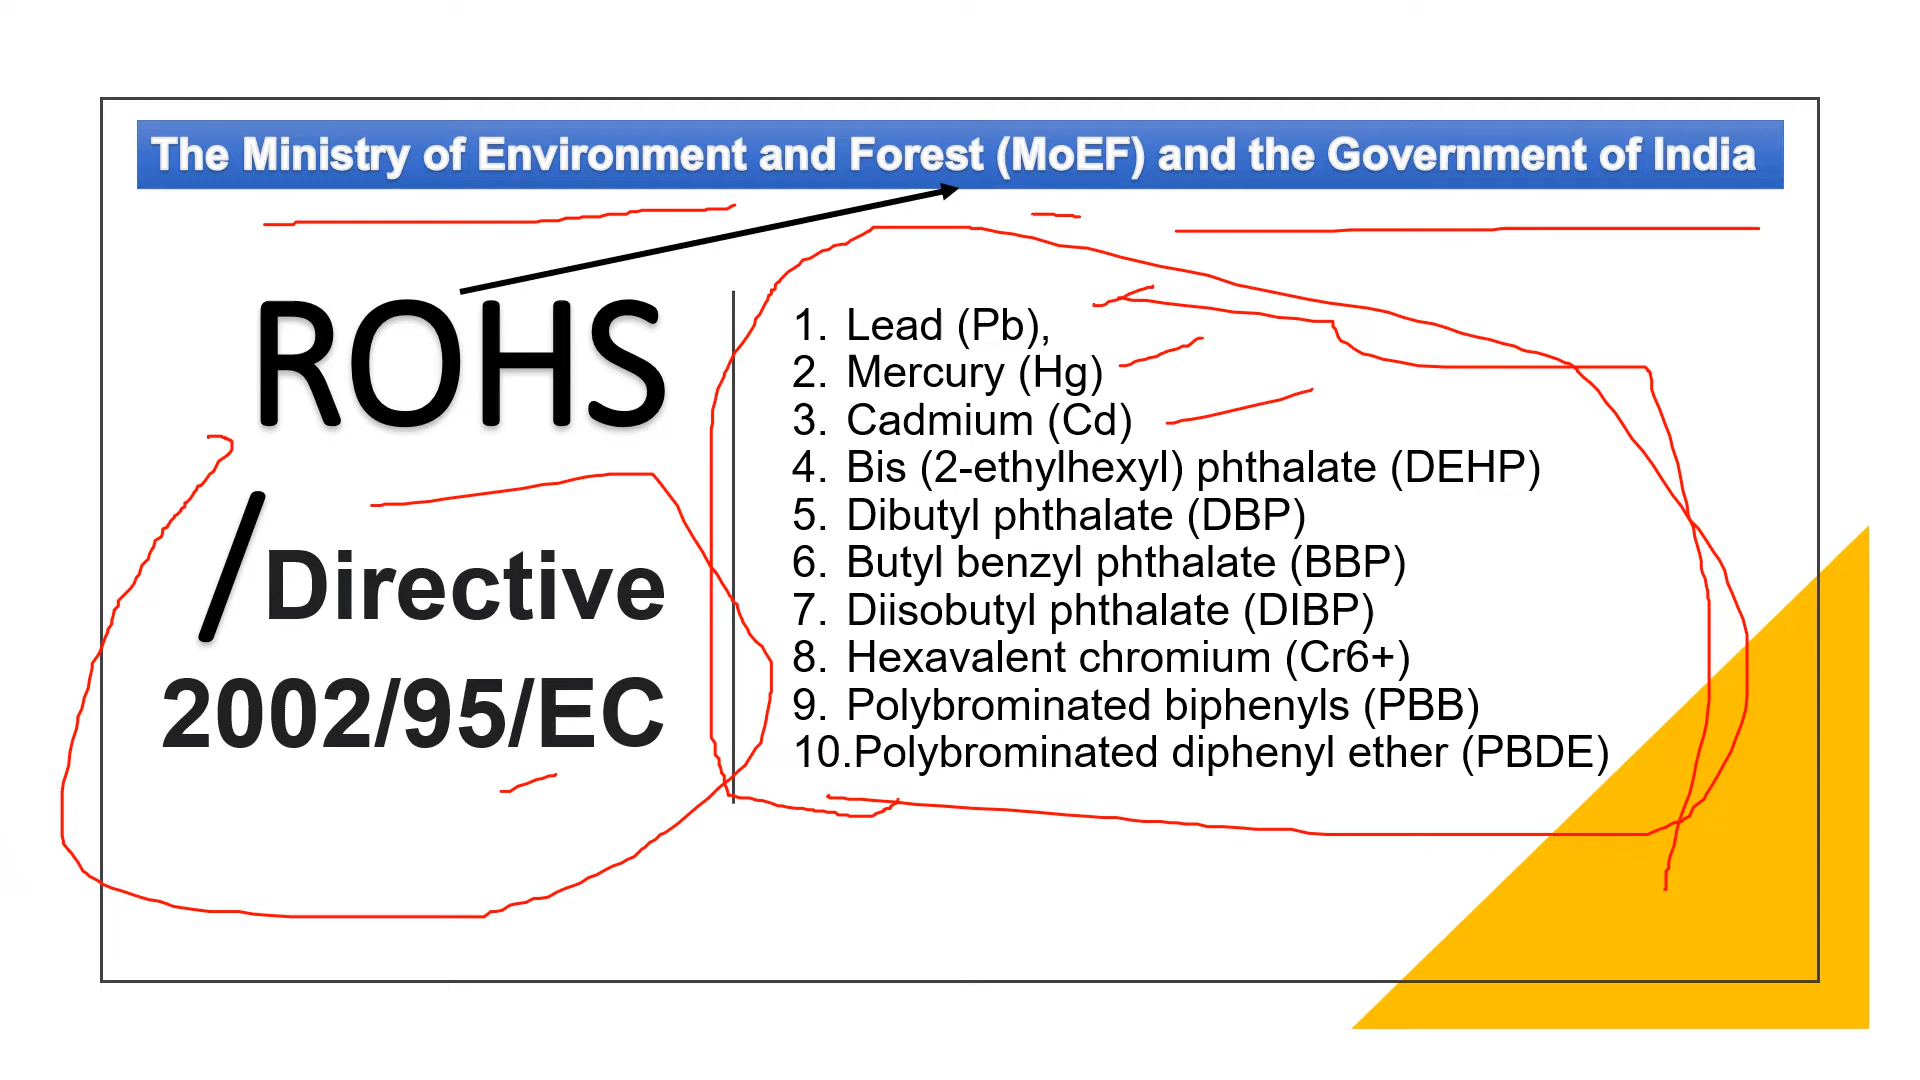 The Ministry of Environment and Forest (MoEF) and the Government of India
ROHS
/Directive
2002/95/EC
1. Lead (Pb),
2. Mercury (Hg)
3. Cadmium (Cd)
4. Bis (2-ethylhexyl) phthalate (DEHP)
5. Dibutyl phthalate (DBP)
6. Butyl benzyl phthalate (BBP)
7. Diisobutyl phthalate (DIBP)
8. Hexavalent chromium (Cr6+)
9. Polybrominated biphenyls (PBB)
10.Polybrominated diphenyl ether (PBDE)